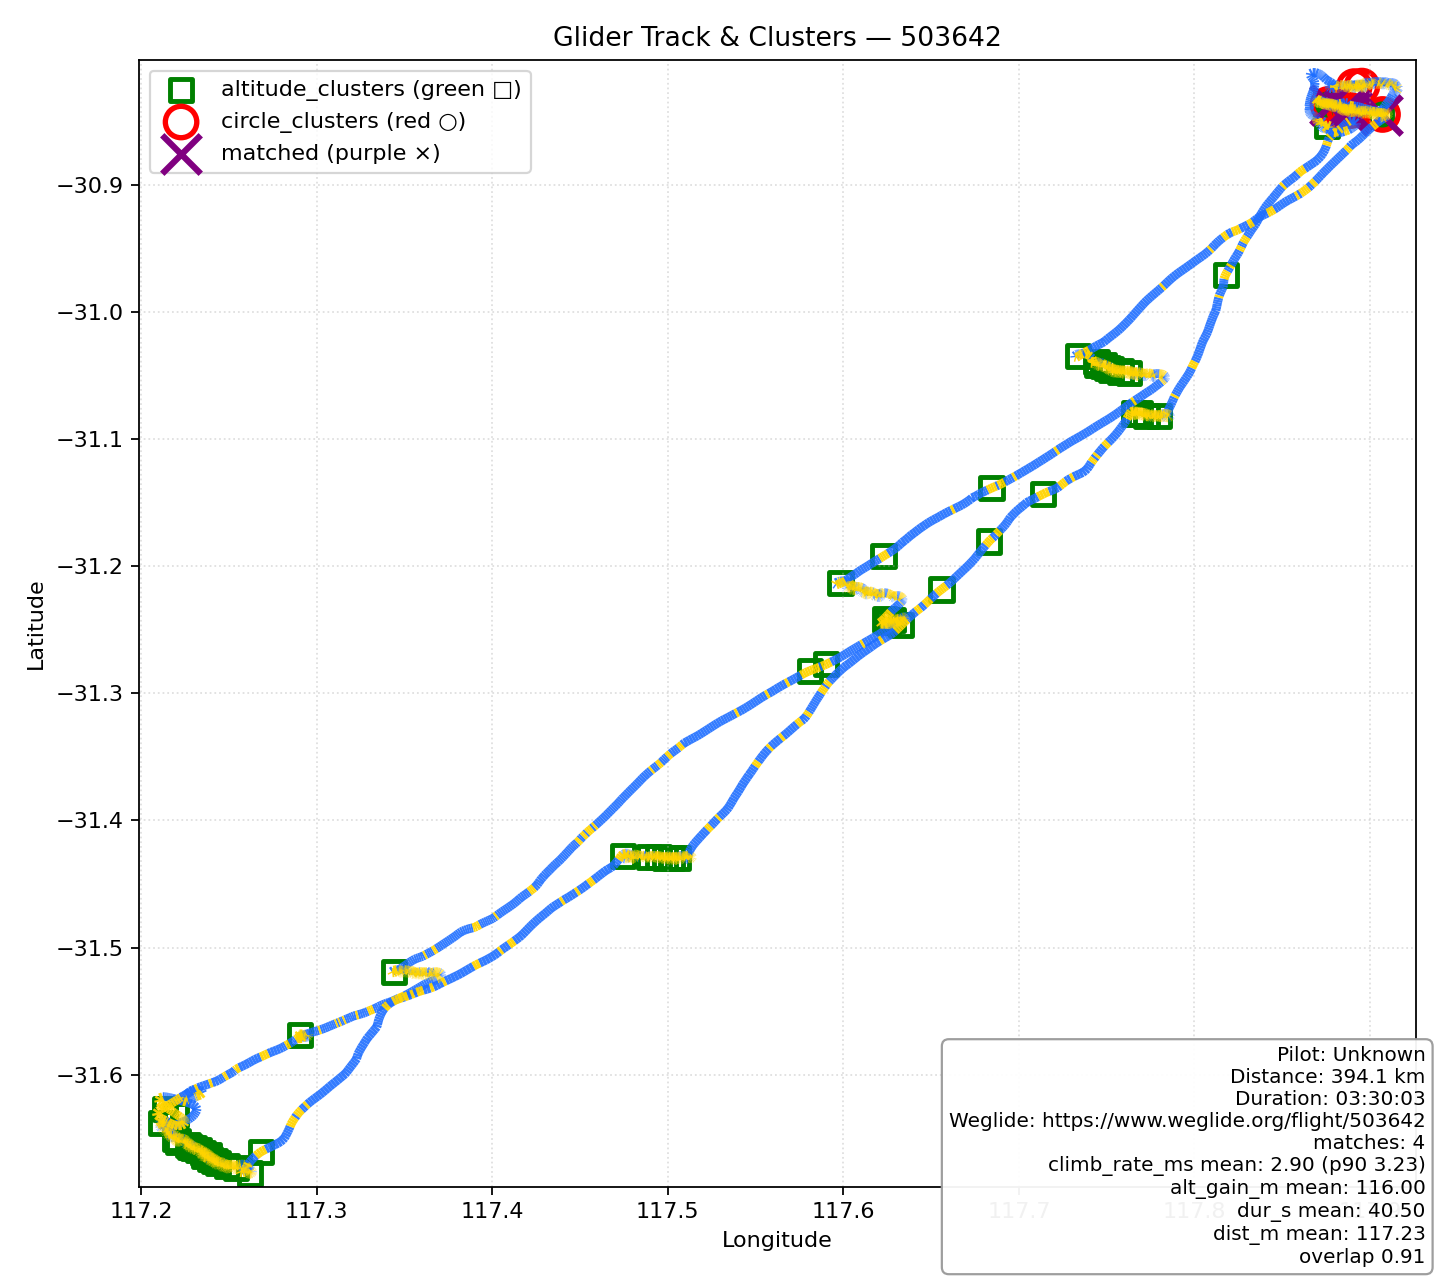 Glider Track & Clusters — 503642
altitude_clusters (green □)
circle_clusters (red ○)
matched (purple ×)
−30.9
−31.0
−31.1
−31.2
−31.3
−31.4
−31.5
−31.6
Latitude
117.2
117.3
117.4
117.5
117.6
117.7
117.8
Longitude
Pilot: Unknown
Distance: 394.1 km
Duration: 03:30:03
Weglide: https://www.weglide.org/flight/503642
matches: 4
climb_rate_ms mean: 2.90 (p90 3.23)
alt_gain_m mean: 116.00
dur_s mean: 40.50
dist_m mean: 117.23
overlap 0.91